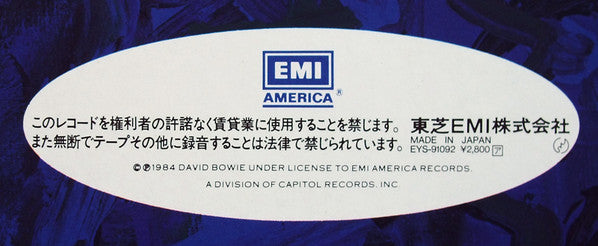 EMI
AMERICA®
このレコードを権利者の許諾なく賃貸業に使用することを禁じます。
また無断でテープその他に録音することは法律で禁じられています。
東芝EMI株式会社
MADE IN JAPAN
EYS-91092 ¥2,800 ア
©℗1984 DAVID BOWIE UNDER LICENSE TO EMI AMERICA RECORDS.
A DIVISION OF CAPITOL RECORDS. INC.